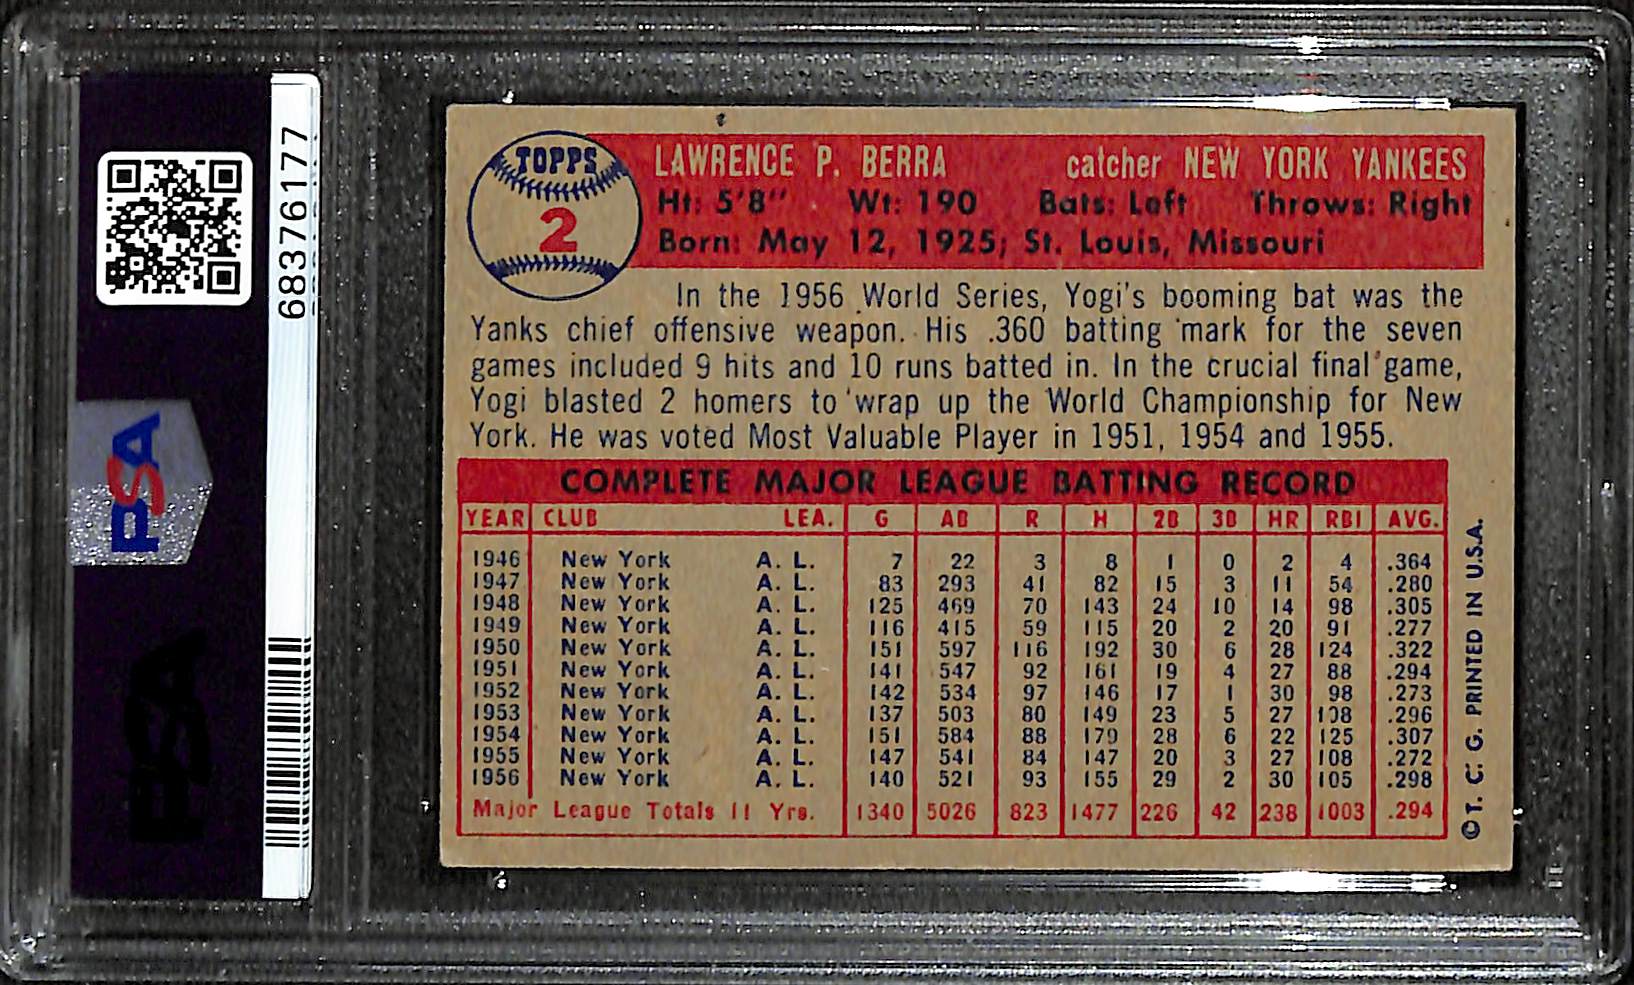 68376177
PSA
TOPPS
2
LAWRENCE P. BERRA catcher NEW YORK YANKEES
Ht: 5'8" Wt: 190 Bats: Left Throws: Right
Born: May 12, 1925; St. Louis, Missouri
In the 1956 World Series, Yogi's booming bat was the
Yanks chief offensive weapon. His .360 batting mark for the seven
games included 9 hits and 10 runs batted in. In the crucial final game,
Yogi blasted 2 homers to wrap up the World Championship for New
York. He was voted Most Valuable Player in 1951, 1954 and 1955.
COMPLETE MAJOR LEAGUE BATTING RECORD
YEAR CLUB LEA. G AB R H 2B 3B HR RBI AVG.
1946 New York A. L. 7 22 3 8 1 0 2 4 .364
1947 New York A. L. 83 293 41 82 15 3 11 54 .280
1948 New York A. L. 125 469 70 143 24 10 14 98 .305
1949 New York A. L. 116 415 59 115 20 2 20 91 .277
1950 New York A. L. 151 597 116 192 30 6 28 124 .322
1951 New York A. L. 141 547 92 161 19 4 27 88 .294
1952 New York A. L. 142 534 97 146 17 1 30 98 .273
1953 New York A. L. 137 503 80 149 23 5 27 108 .296
1954 New York A. L. 151 584 88 179 28 6 22 125 .307
1955 New York A. L. 147 541 84 147 20 3 27 108 .272
1956 New York A. L. 140 521 93 155 29 2 30 105 .298
Major League Totals 11 Yrs. 1340 5026 823 1477 226 42 238 1003 .294
© T. C. G. PRINTED IN U.S.A.